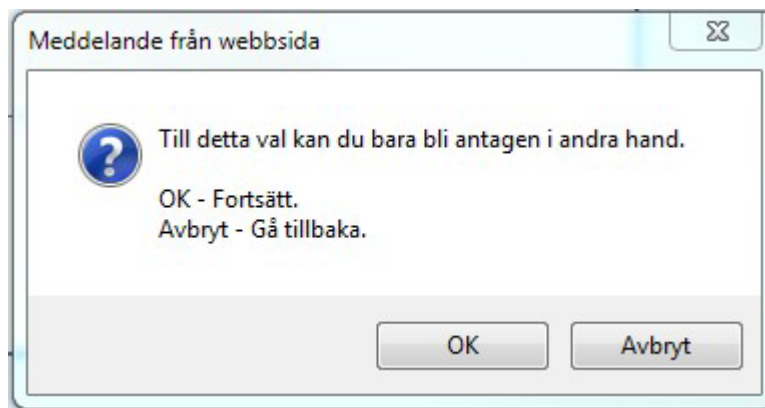 Meddelande från webbsida
Till detta val kan du bara bli antagen i andra hand.
OK - Fortsätt.
Avbryt - Gå tillbaka.
OK
Avbryt